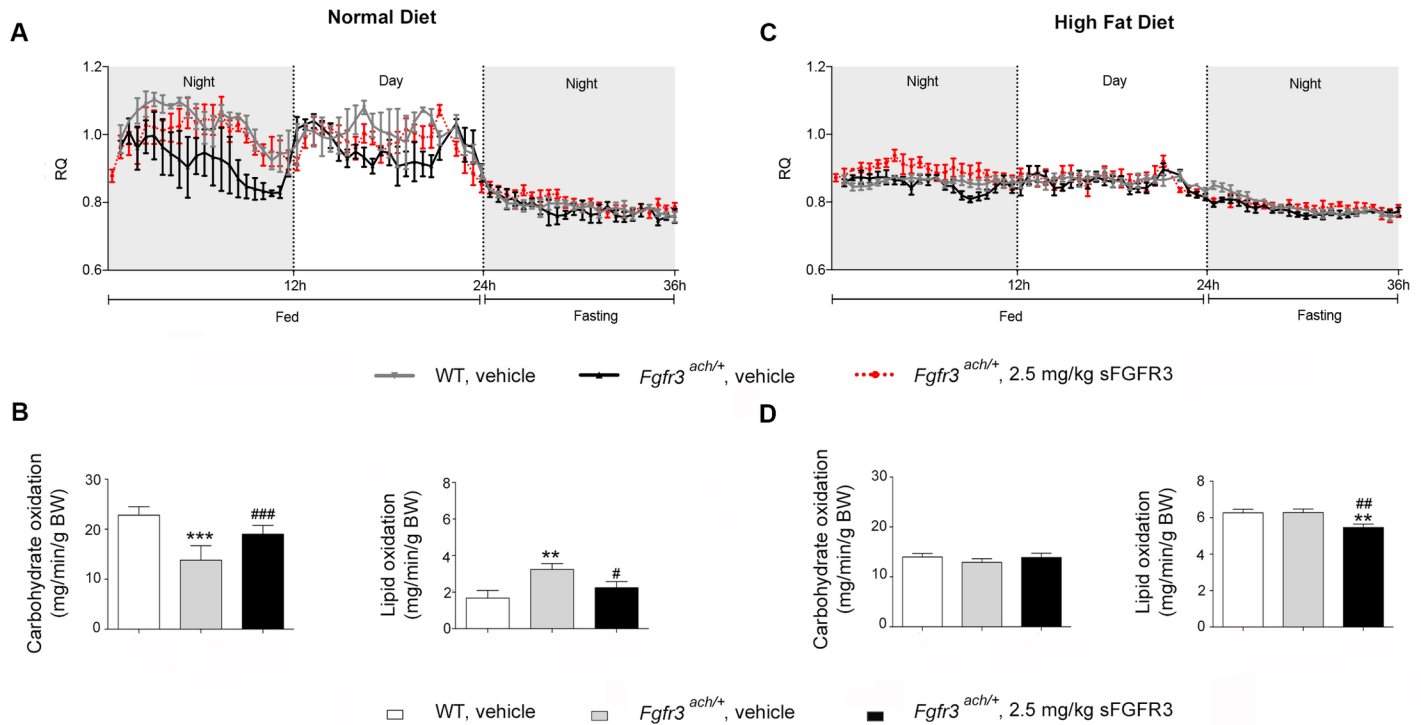 Normal Diet
A
Night
Day
Night
1.2
1.0
0.8
0.6
RQ
12h
24h
36h
Fed
Fasting
High Fat Diet
C
Night
Day
Night
1.2
1.0
0.8
0.6
RQ
12h
24h
36h
Fed
Fasting
WT, vehicle
Fgfr3 ach/+, vehicle
Fgfr3 ach/+, 2.5 mg/kg sFGFR3
B
Carbohydrate oxidation
(mg/min/g BW)
30
20
10
0
***
###
Lipid oxidation
(mg/min/g BW)
8
6
4
2
0
**
#
D
Carbohydrate oxidation
(mg/min/g BW)
30
20
10
0
Lipid oxidation
(mg/min/g BW)
8
6
4
2
0
##
**
WT, vehicle
Fgfr3 ach/+, vehicle
Fgfr3 ach/+, 2.5 mg/kg sFGFR3